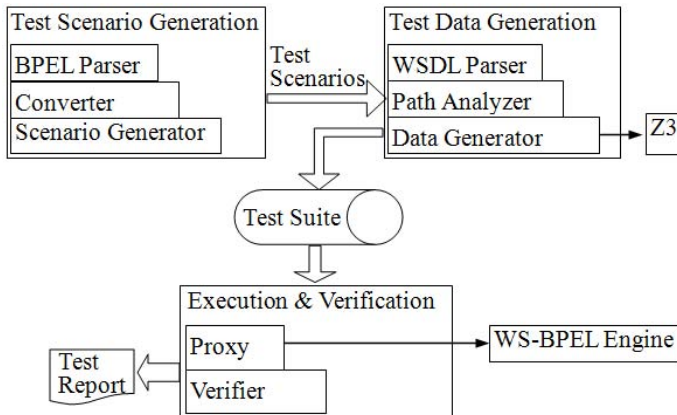 Test Scenario Generation
BPEL Parser
Converter
Scenario Generator
Test
Scenarios
Test Data Generation
WSDL Parser
Path Analyzer
Data Generator
Z3
Test Suite
Execution & Verification
Proxy
Verifier
WS-BPEL Engine
Test
Report